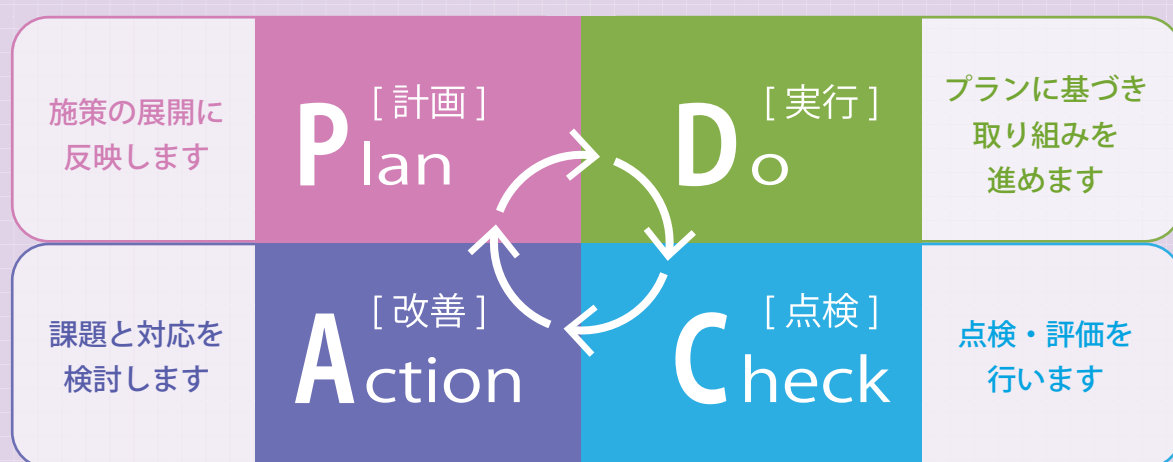 施策の展開に
反映します
[ 計画 ]
Plan
[ 実行 ]
Do
プランに基づき
取り組みを
進めます
課題と対応を
検討します
[ 改善 ]
Action
[ 点検 ]
Check
点検・評価を
行います